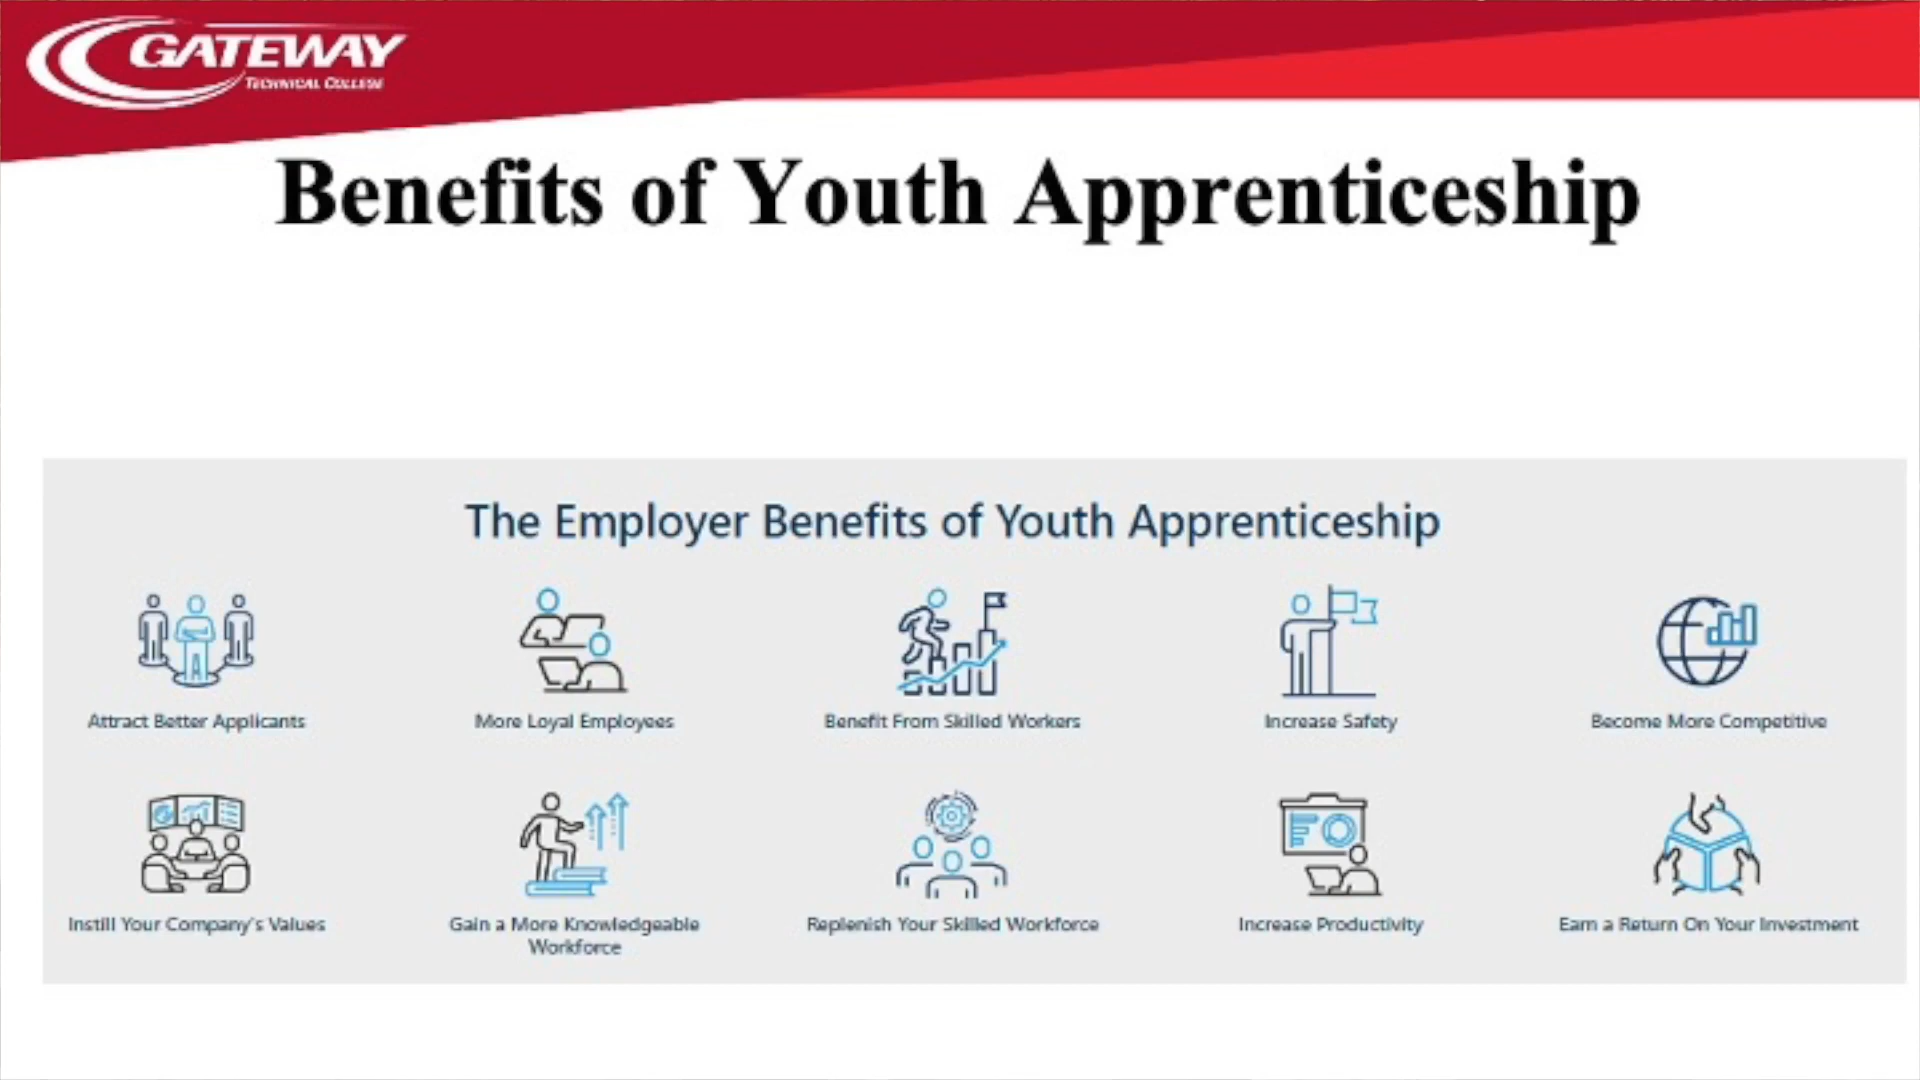 GATEWAY
TECHNICAL COLLEGE
Benefits of Youth Apprenticeship
The Employer Benefits of Youth Apprenticeship
Attract Better Applicants
More Loyal Employees
Benefit From Skilled Workers
Increase Safety
Become More Competitive
Instill Your Company's Values
Gain a More Knowledgeable
Workforce
Replenish Your Skilled Workforce
Increase Productivity
Earn a Return On Your Investment